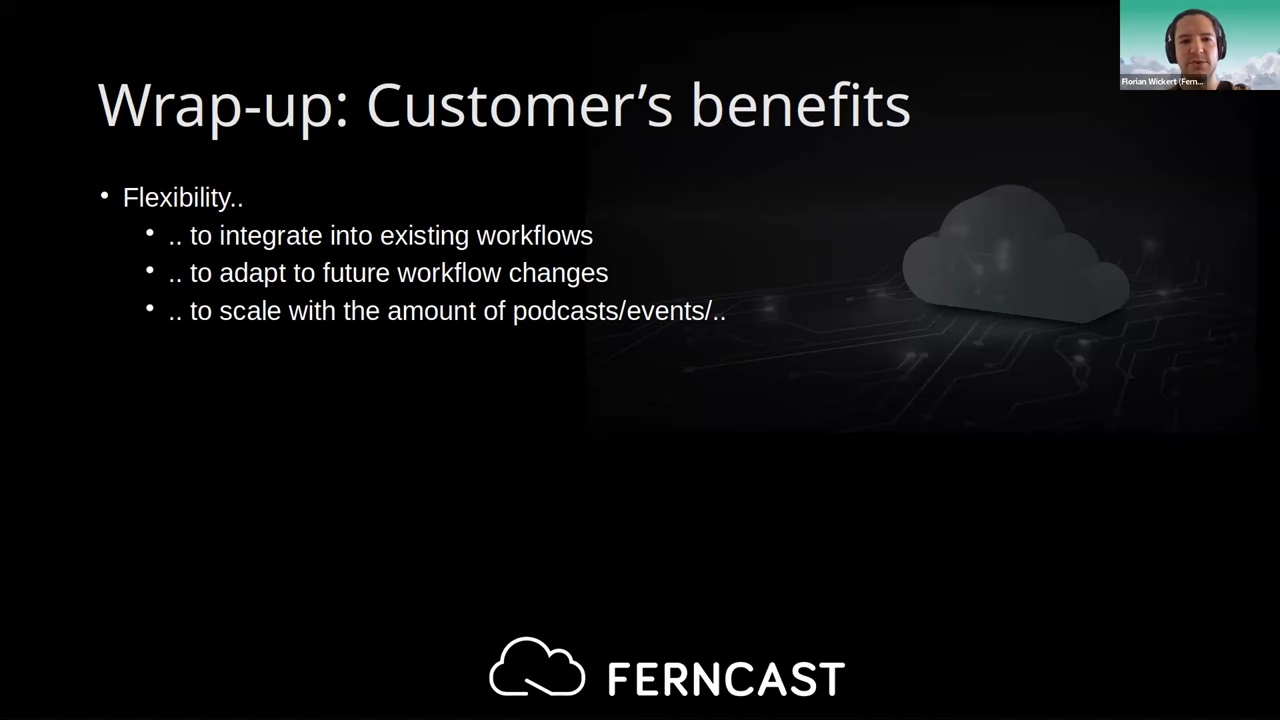 Wrap-up: Customer’s benefits
Florian Wickert (Fern...
• Flexibility..
• .. to integrate into existing workflows
• .. to adapt to future workflow changes
• .. to scale with the amount of podcasts/events/..
FERNCAST